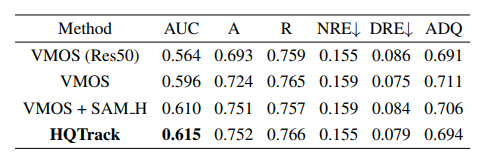 Method AUC A R NRE↓ DRE↓ ADQ
VMOS (Res50) 0.564 0.693 0.759 0.155 0.086 0.691
VMOS 0.596 0.724 0.765 0.159 0.075 0.711
VMOS + SAM_H 0.610 0.751 0.757 0.159 0.084 0.706
HQTrack 0.615 0.752 0.766 0.155 0.079 0.694